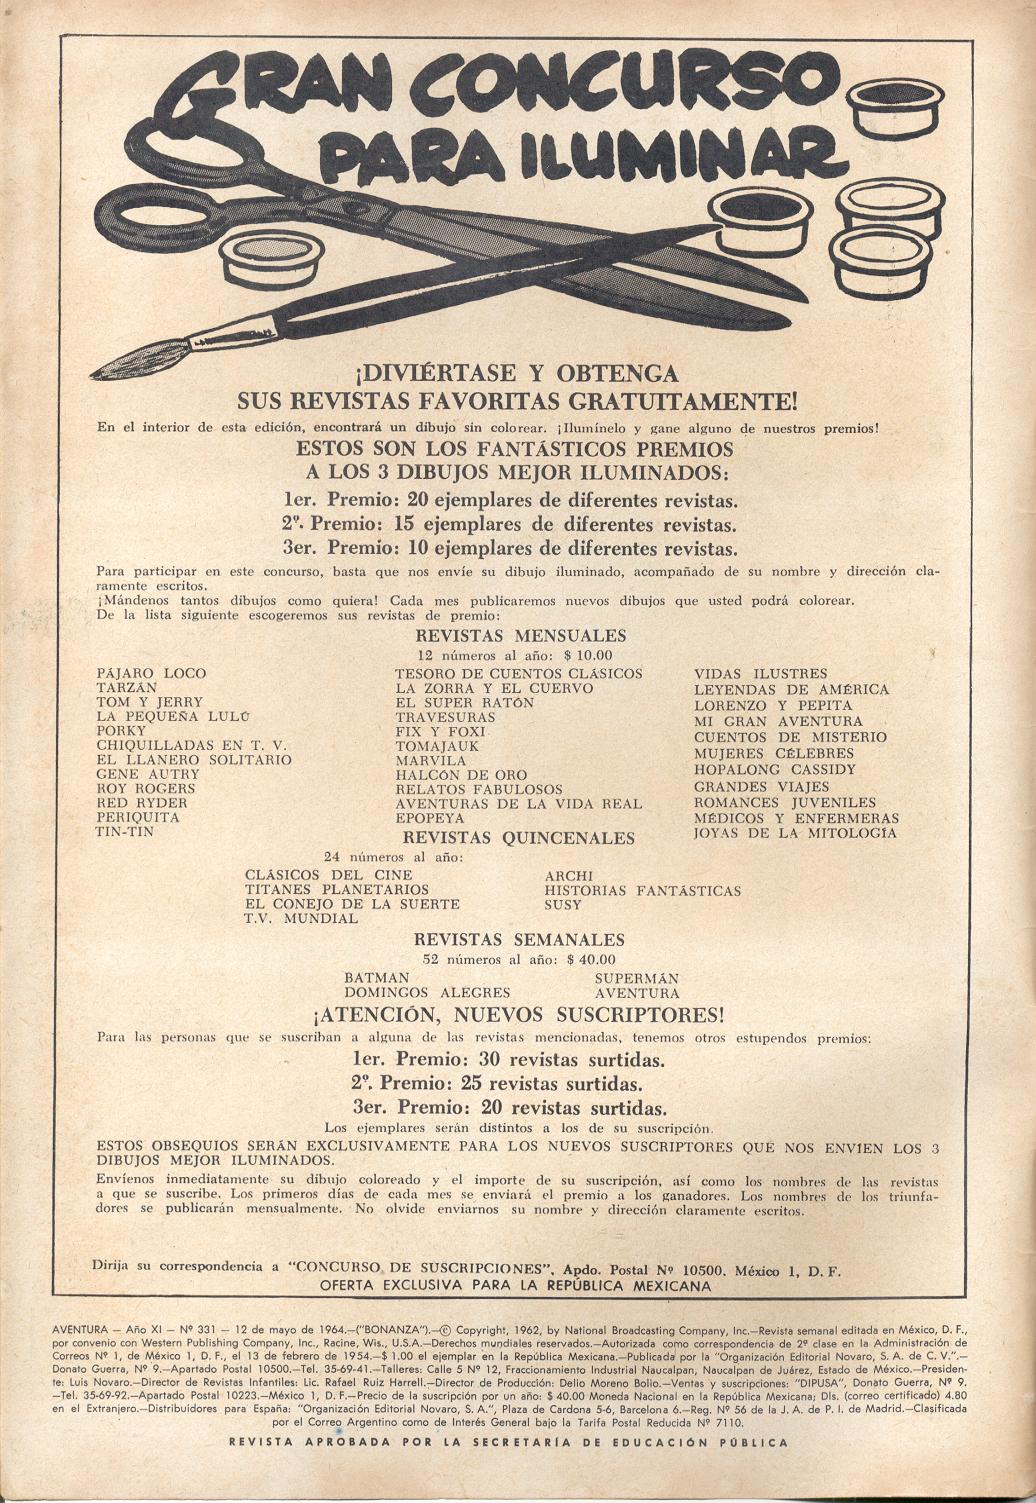 GRAN CONCURSO
PARA ILUMINAR
¡DIVIÉRTASE Y OBTENGA
SUS REVISTAS FAVORITAS GRATUITAMENTE!
En el interior de esta edición, encontrará un dibujo sin colorear. ¡Ilumínelo y gane alguno de nuestros premios!
ESTOS SON LOS FANTÁSTICOS PREMIOS
A LOS 3 DIBUJOS MEJOR ILUMINADOS:
1er. Premio: 20 ejemplares de diferentes revistas.
2º. Premio: 15 ejemplares de diferentes revistas.
3er. Premio: 10 ejemplares de diferentes revistas.
Para participar en este concurso, basta que nos envíe su dibujo iluminado, acompañado de su nombre y dirección cla-
ramente escritos.
¡Mándenos tantos dibujos como quiera! Cada mes publicaremos nuevos dibujos que usted podrá colorear.
De la lista siguiente escogeremos sus revistas de premio:
REVISTAS MENSUALES
12 números al año: $ 10.00
PÁJARO LOCO
TARZÁN
TOM Y JERRY
LA PEQUEÑA LULÚ
PORKY
CHIQUILLADAS EN T. V.
EL LLANERO SOLITARIO
GENE AUTRY
ROY ROGERS
RED RYDER
PERIQUITA
TIN-TIN
TESORO DE CUENTOS CLÁSICOS
LA ZORRA Y EL CUERVO
EL SUPER RATÓN
TRAVESURAS
FIX Y FOXI
TOMAJAUK
MARVILA
HALCÓN DE ORO
RELATOS FABULOSOS
AVENTURAS DE LA VIDA REAL
EPOPEYA
VIDAS ILUSTRES
LEYENDAS DE AMÉRICA
LORENZO Y PEPITA
MI GRAN AVENTURA
CUENTOS DE MISTERIO
MUJERES CÉLEBRES
HOPALONG CASSIDY
GRANDES VIAJES
ROMANCES JUVENILES
MÉDICOS Y ENFERMERAS
JOYAS DE LA MITOLOGÍA
REVISTAS QUINCENALES
24 números al año:
CLÁSICOS DEL CINE
TITANES PLANETARIOS
EL CONEJO DE LA SUERTE
T.V. MUNDIAL
ARCHI
HISTORIAS FANTÁSTICAS
SUSY
REVISTAS SEMANALES
52 números al año: $ 40.00
BATMAN
DOMINGOS ALEGRES
SUPERMÁN
AVENTURA
¡ATENCIÓN, NUEVOS SUSCRIPTORES!
Para las personas que se suscriban a alguna de las revistas mencionadas, tenemos otros estupendos premios:
1er. Premio: 30 revistas surtidas.
2º. Premio: 25 revistas surtidas.
3er. Premio: 20 revistas surtidas.
Los ejemplares serán distintos a los de su suscripción.
ESTOS OBSEQUIOS SERÁN EXCLUSIVAMENTE PARA LOS NUEVOS SUSCRIPTORES QUE NOS ENVÍEN LOS 3
DIBUJOS MEJOR ILUMINADOS.
Envíenos inmediatamente su dibujo coloreado y el importe de su suscripción, así como los nombres de las revistas
a que se suscribe. Los primeros días de cada mes se enviará el premio a los ganadores. Los nombres de los triunfa-
dores se publicarán mensualmente. No olvide enviarnos su nombre y dirección claramente escritos.
Dirija su correspondencia a "CONCURSO DE SUSCRIPCIONES", Apdo. Postal Nº 10500. México 1, D. F.
OFERTA EXCLUSIVA PARA LA REPÚBLICA MEXICANA
AVENTURA — Año XI — Nº 331 — 12 de mayo de 1964.—("BONANZA").—© Copyright, 1962, by National Broadcasting Company, Inc.—Revista semanal editada en México, D. F.,
por convenio con Western Publishing Company, Inc., Racine, Wis., U.S.A.—Derechos mundiales reservados.—Autorizada como correspondencia de 2ª clase en la Administración de
Correos Nº 1, de México 1, D. F., el 13 de febrero de 1954.—$ 1.00 el ejemplar en la República Mexicana.—Publicada por la "Organización Editorial Novaro, S. A. de C. V.".—
Donato Guerra, Nº 9.—Apartado Postal 10500.—Tel. 35-69-41.—Talleres: Calle 5 Nº 12, Fraccionamiento Industrial Naucalpan, Naucalpan de Juárez, Estado de México.—Presiden-
te: Luis Novaro.—Director de Revistas Infantiles: Lic. Rafael Ruiz Harrell.—Director de Producción: Delio Moreno Bolio.—Ventas y suscripciones: "DIPUSA", Donato Guerra, Nº 9.
—Tel. 35-69-92.—Apartado Postal 10223.—México 1, D. F.—Precio de la suscripción por un año: $ 40.00 Moneda Nacional en la República Mexicana; Dls. (correo certificado) 4.80
en el Extranjero.—Distribuidores para España: "Organización Editorial Novaro, S. A.", Plaza de Cardona 5-6, Barcelona 6.—Reg. Nº 56 de la J. A. de P. I. de Madrid.—Clasificada
por el Correo Argentino como de Interés General bajo la Tarifa Postal Reducida Nº 7110.
REVISTA APROBADA POR LA SECRETARÍA DE EDUCACIÓN PÚBLICA